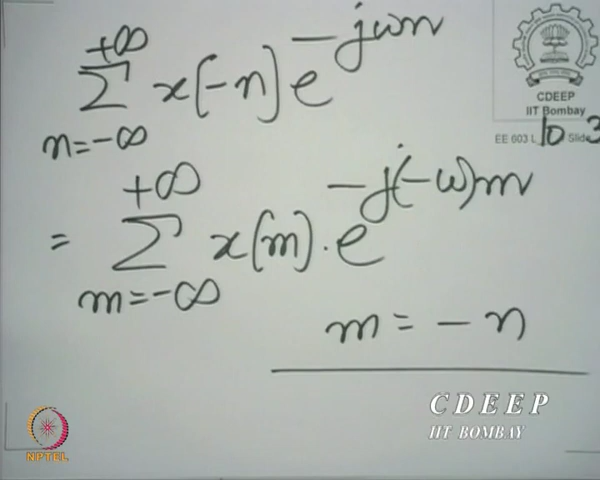 +∞
Σ x[-n] e^{-jωn}
n=-∞
CDEEP
IIT Bombay
EE 603 L 10 Slide 3
+∞
= Σ x[m] . e^{-j(-ω)m}
m=-∞
m = - n
CDEEP
IIT BOMBAY
NPTEL